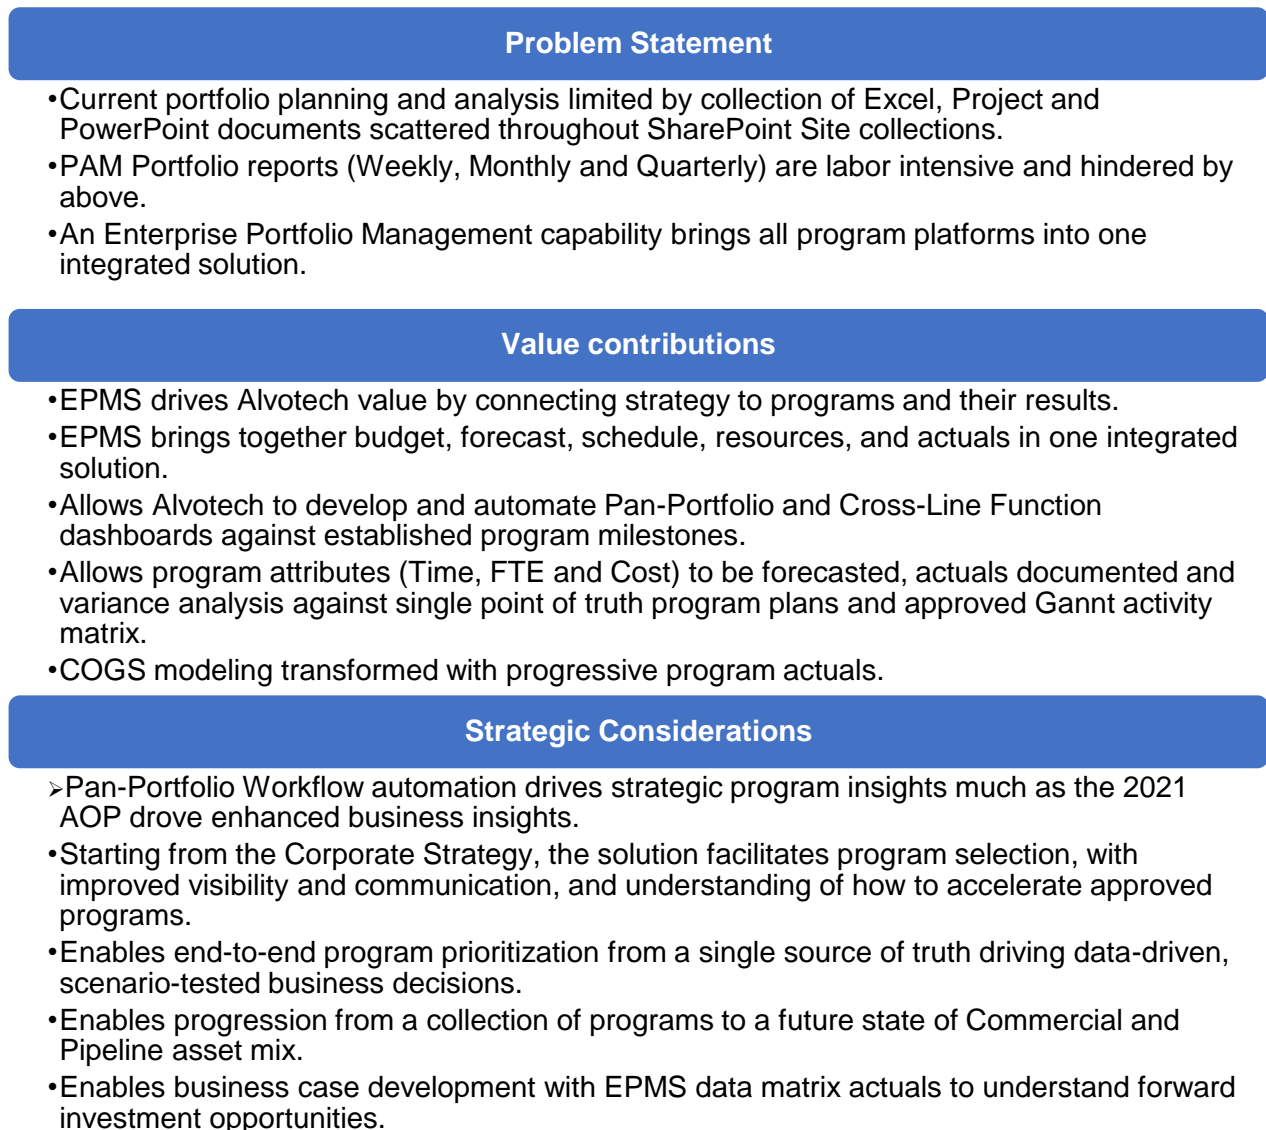 Problem Statement
•Current portfolio planning and analysis limited by collection of Excel, Project and
PowerPoint documents scattered throughout SharePoint Site collections.
•PAM Portfolio reports (Weekly, Monthly and Quarterly) are labor intensive and hindered by
above.
•An Enterprise Portfolio Management capability brings all program platforms into one
integrated solution.
Value contributions
•EPMS drives Alvotech value by connecting strategy to programs and their results.
•EPMS brings together budget, forecast, schedule, resources, and actuals in one integrated
solution.
•Allows Alvotech to develop and automate Pan-Portfolio and Cross-Line Function
dashboards against established program milestones.
•Allows program attributes (Time, FTE and Cost) to be forecasted, actuals documented and
variance analysis against single point of truth program plans and approved Gannt activity
matrix.
•COGS modeling transformed with progressive program actuals.
Strategic Considerations
➢Pan-Portfolio Workflow automation drives strategic program insights much as the 2021
AOP drove enhanced business insights.
•Starting from the Corporate Strategy, the solution facilitates program selection, with
improved visibility and communication, and understanding of how to accelerate approved
programs.
•Enables end-to-end program prioritization from a single source of truth driving data-driven,
scenario-tested business decisions.
•Enables progression from a collection of programs to a future state of Commercial and
Pipeline asset mix.
•Enables business case development with EPMS data matrix actuals to understand forward
investment opportunities.